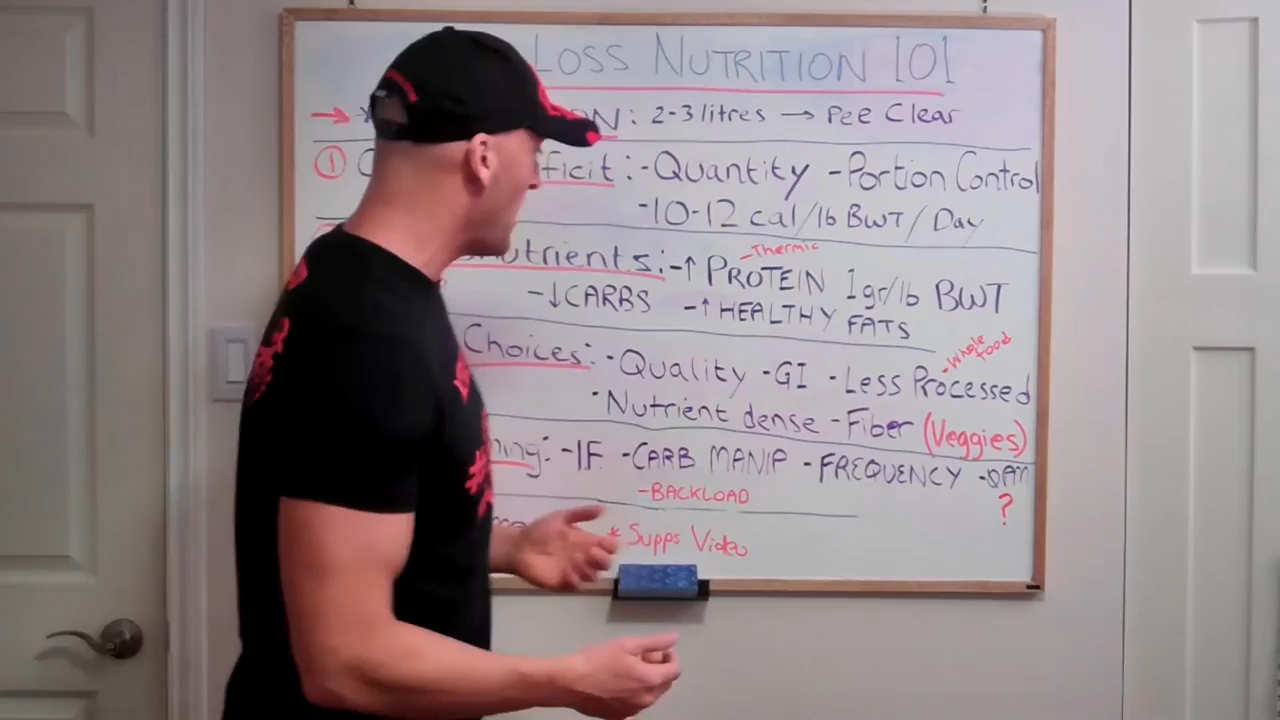 LOSS NUTRITION 101
→ * ON: 2-3 litres → Pee Clear
① C ficit: -Quantity -Portion Control
-10-12 cal/lb BWT/Day
utrients: -↑ PROTEIN 1gr/lb BWT
-Thermic
-↓CARBS -↑HEALTHY FATS
Choices: -Quality -GI -Less Processed
-Whole Food
-Nutrient dense -Fiber (Veggies)
ing: -IF -CARB MANIP -FREQUENCY
-BACKLOAD ?
* Supps Video